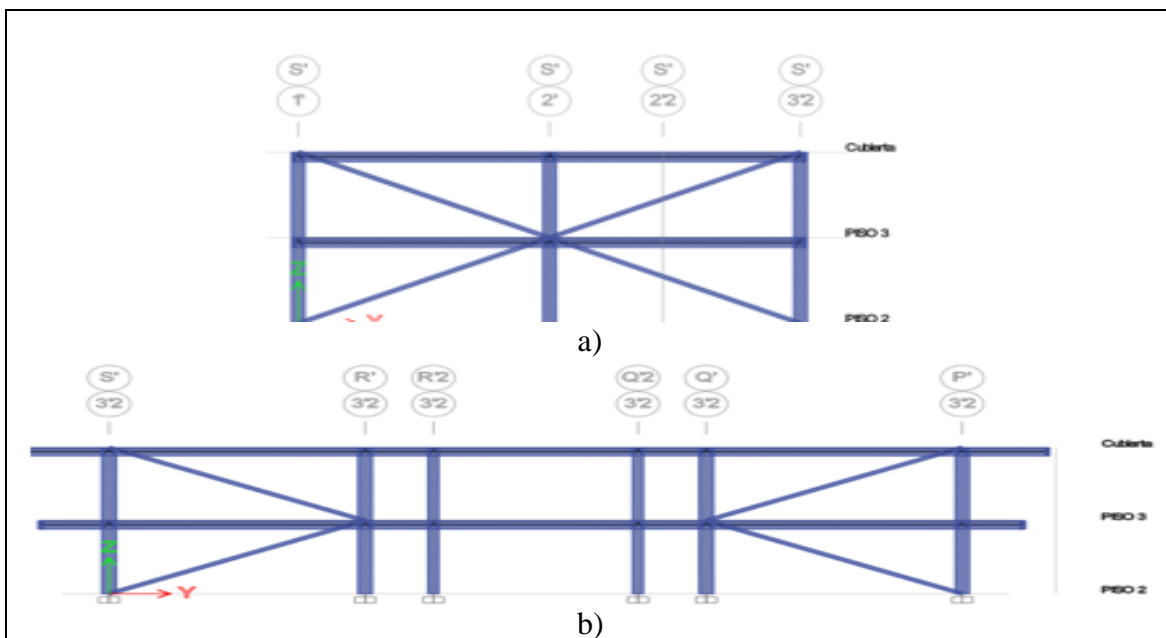 S' S' S' S'
1' 2' 2'2 3'2
Cubierta
PISO 3
Z
Y
PISO 2
a)
S' R' R'2 Q'2 Q' P'
3'2 3'2 3'2 3'2 3'2 3'2
Cubierta
PISO 3
Z
Y
PISO 2
b)